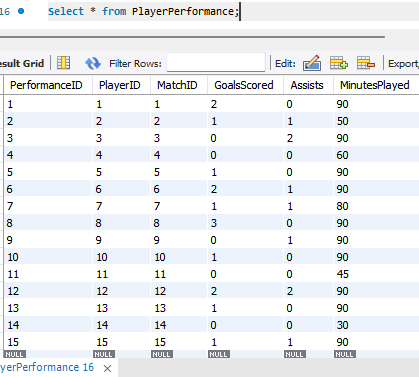 16 Select * from PlayerPerformance;
Result Grid Filter Rows: Edit: Export/
PerformanceID PlayerID MatchID GoalsScored Assists MinutesPlayed
1 1 1 2 0 90
2 2 2 1 1 50
3 3 3 0 2 90
4 4 4 0 0 60
5 5 5 1 0 90
6 6 6 2 1 90
7 7 7 1 1 80
8 8 8 3 0 90
9 9 9 0 1 90
10 10 10 1 0 90
11 11 11 0 0 45
12 12 12 2 2 90
13 13 13 1 0 90
14 14 14 0 0 30
15 15 15 1 1 90
NULL NULL NULL NULL NULL NULL
yerPerformance 16